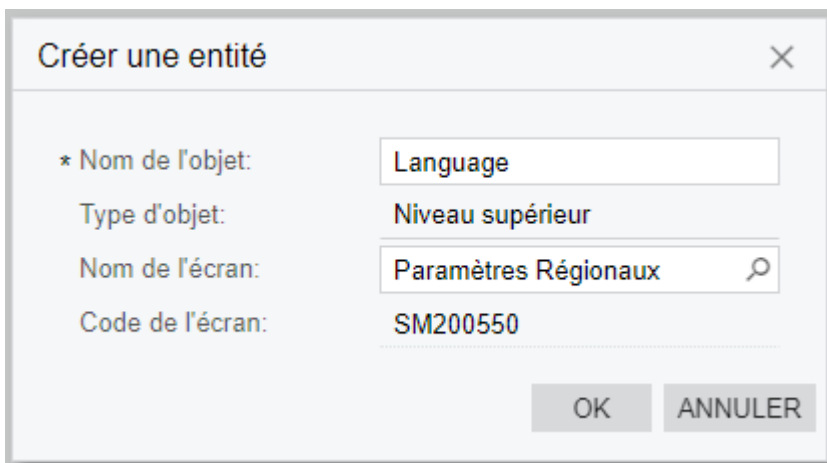 Créer une entité
* Nom de l'objet: Language
Type d'objet: Niveau supérieur
Nom de l'écran: Paramètres Régionaux
Code de l'écran: SM200550
OK ANNULER